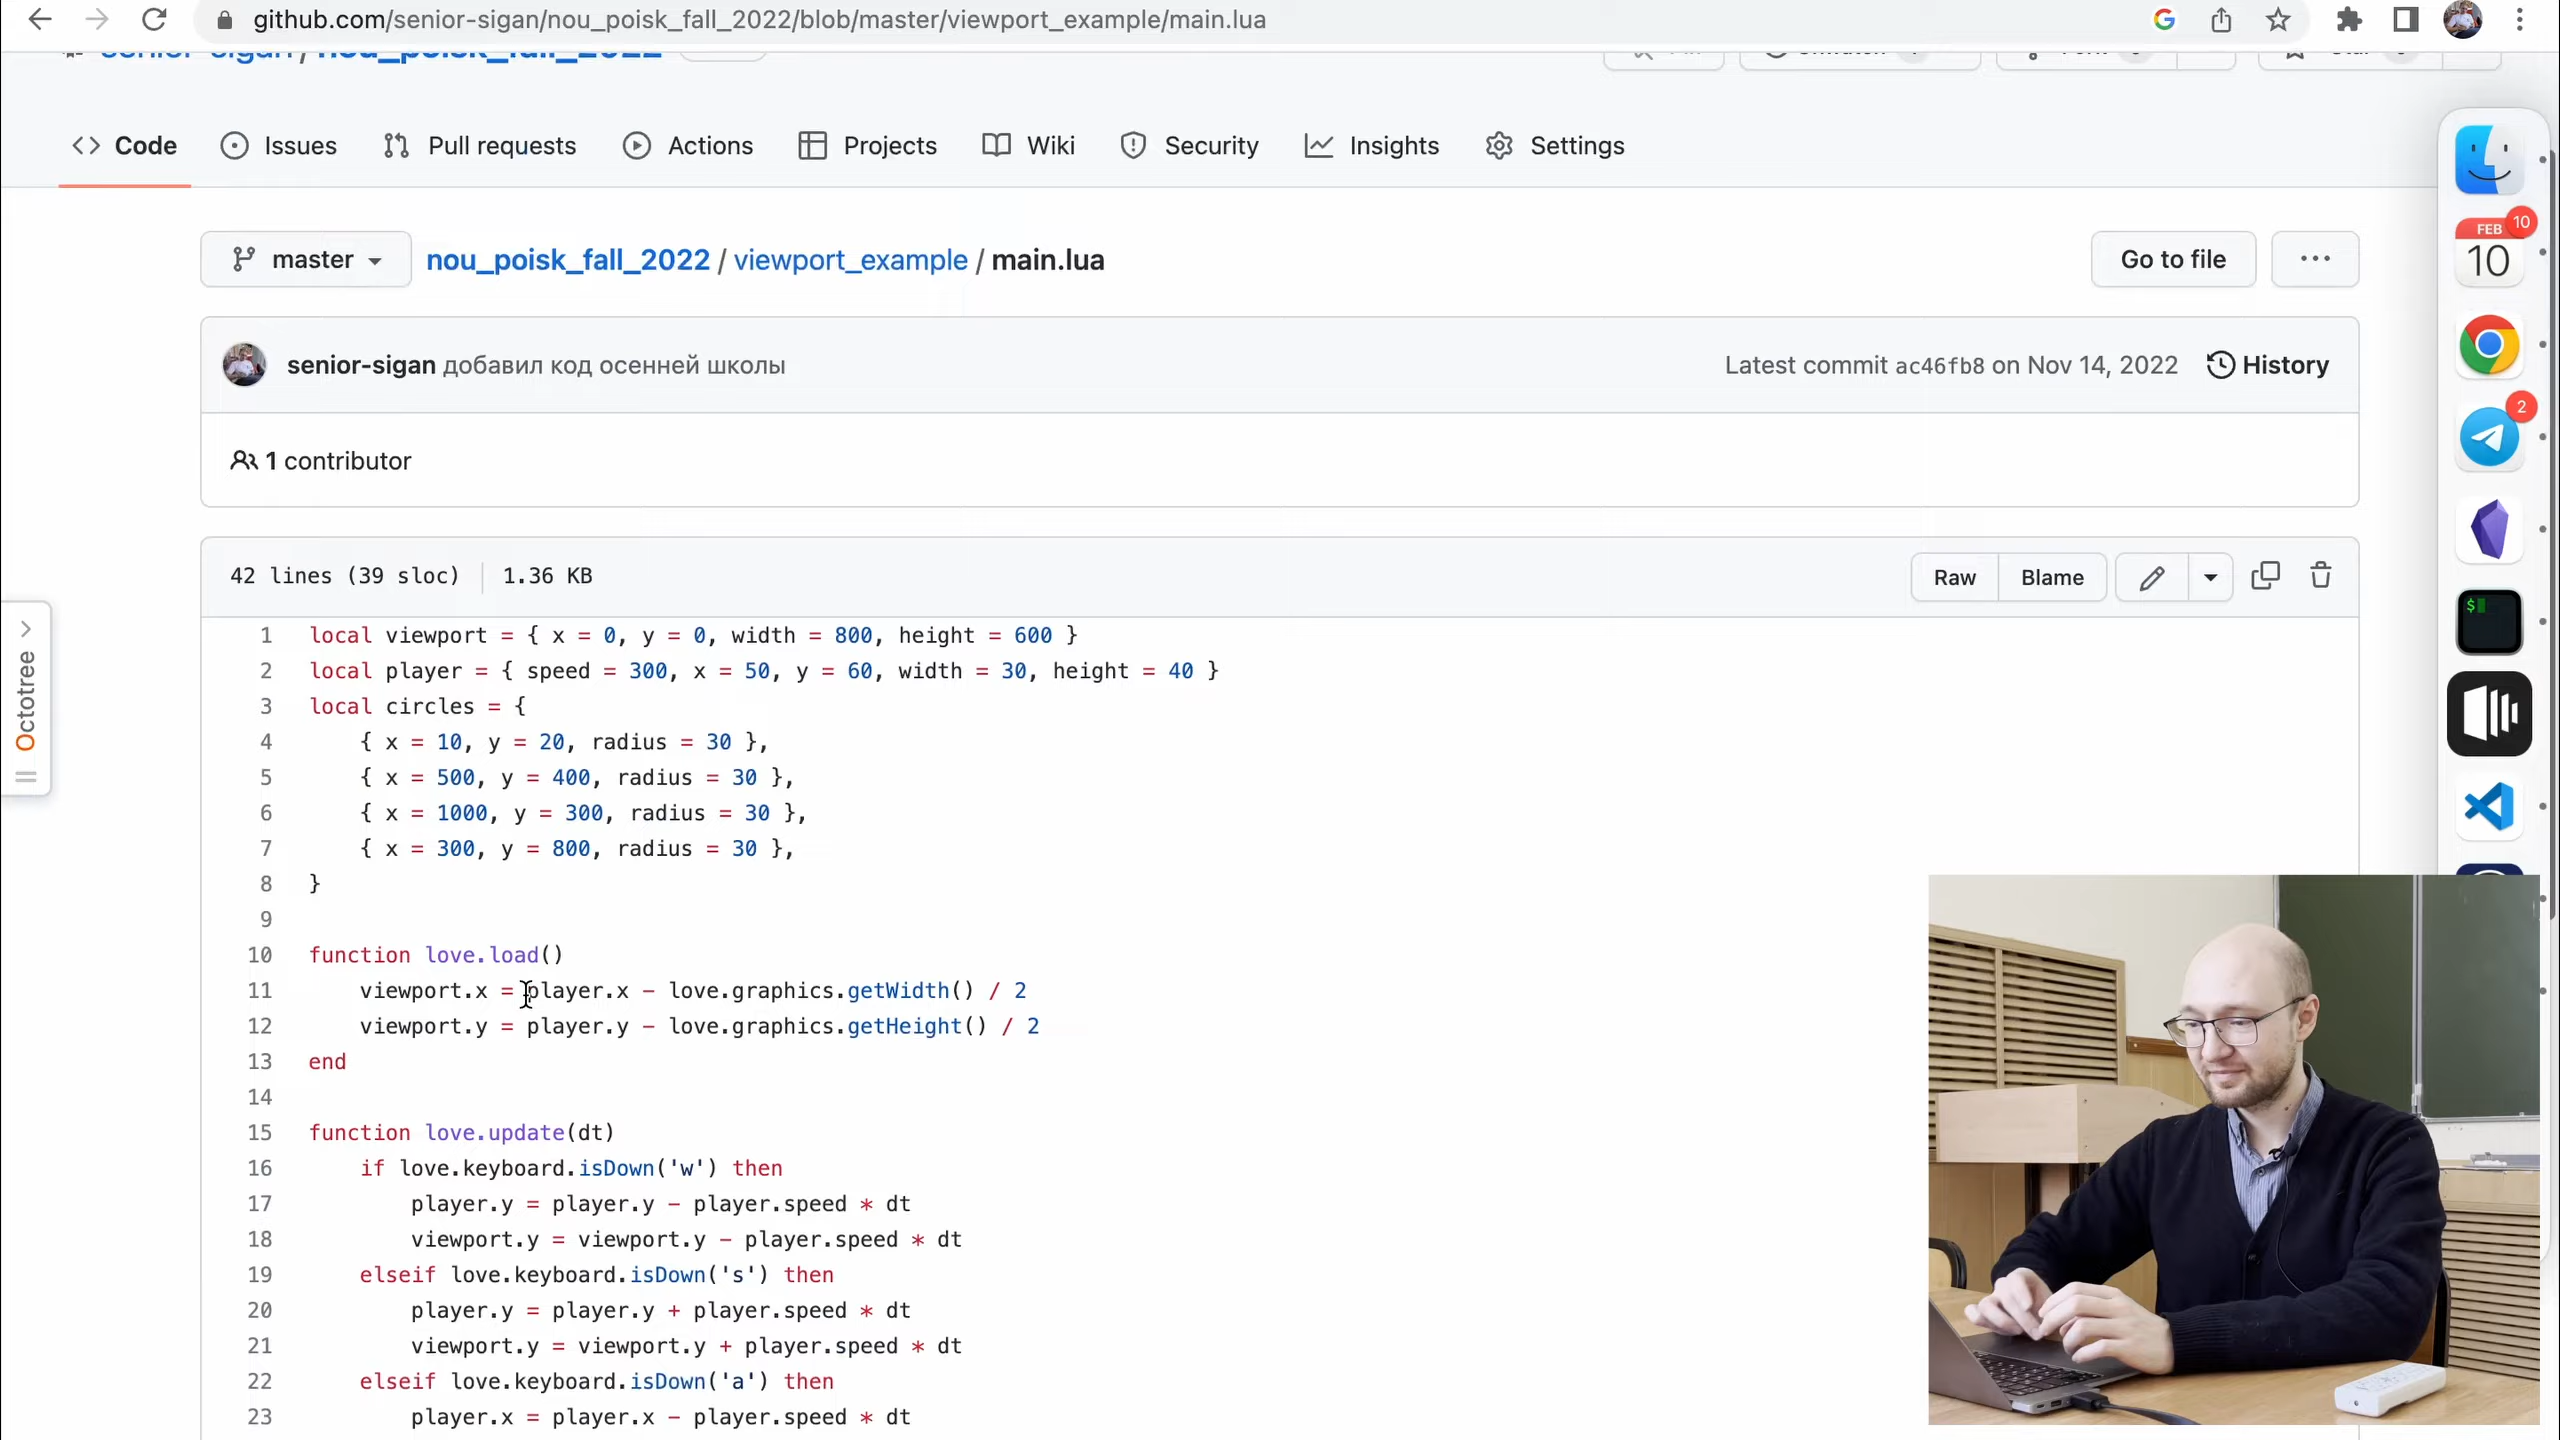 github.com/senior-sigan/nou_poisk_fall_2022/blob/master/viewport_example/main.lua
senior-sigan/nou_poisk_fall_2022
Code Issues Pull requests Actions Projects Wiki Security Insights Settings
master nou_poisk_fall_2022 / viewport_example / main.lua Go to file
senior-sigan добавил код осенней школы Latest commit ac46fb8 on Nov 14, 2022 History
1 contributor
42 lines (39 sloc) 1.36 KB Raw Blame
1 local viewport = { x = 0, y = 0, width = 800, height = 600 }
2 local player = { speed = 300, x = 50, y = 60, width = 30, height = 40 }
3 local circles = {
4 { x = 10, y = 20, radius = 30 },
5 { x = 500, y = 400, radius = 30 },
6 { x = 1000, y = 300, radius = 30 },
7 { x = 300, y = 800, radius = 30 },
8 }
9
10 function love.load()
11 viewport.x = player.x - love.graphics.getWidth() / 2
12 viewport.y = player.y - love.graphics.getHeight() / 2
13 end
14
15 function love.update(dt)
16 if love.keyboard.isDown('w') then
17 player.y = player.y - player.speed * dt
18 viewport.y = viewport.y - player.speed * dt
19 elseif love.keyboard.isDown('s') then
20 player.y = player.y + player.speed * dt
21 viewport.y = viewport.y + player.speed * dt
22 elseif love.keyboard.isDown('a') then
23 player.x = player.x - player.speed * dt
Octotree
FEB 10
10
2
$